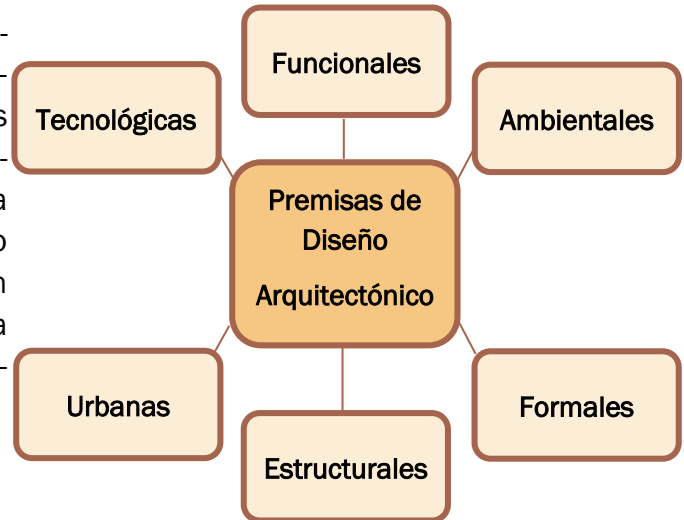 Funcionales
Tecnológicas
Ambientales
Premisas de
Diseño
Arquitectónico
Urbanas
Formales
Estructurales